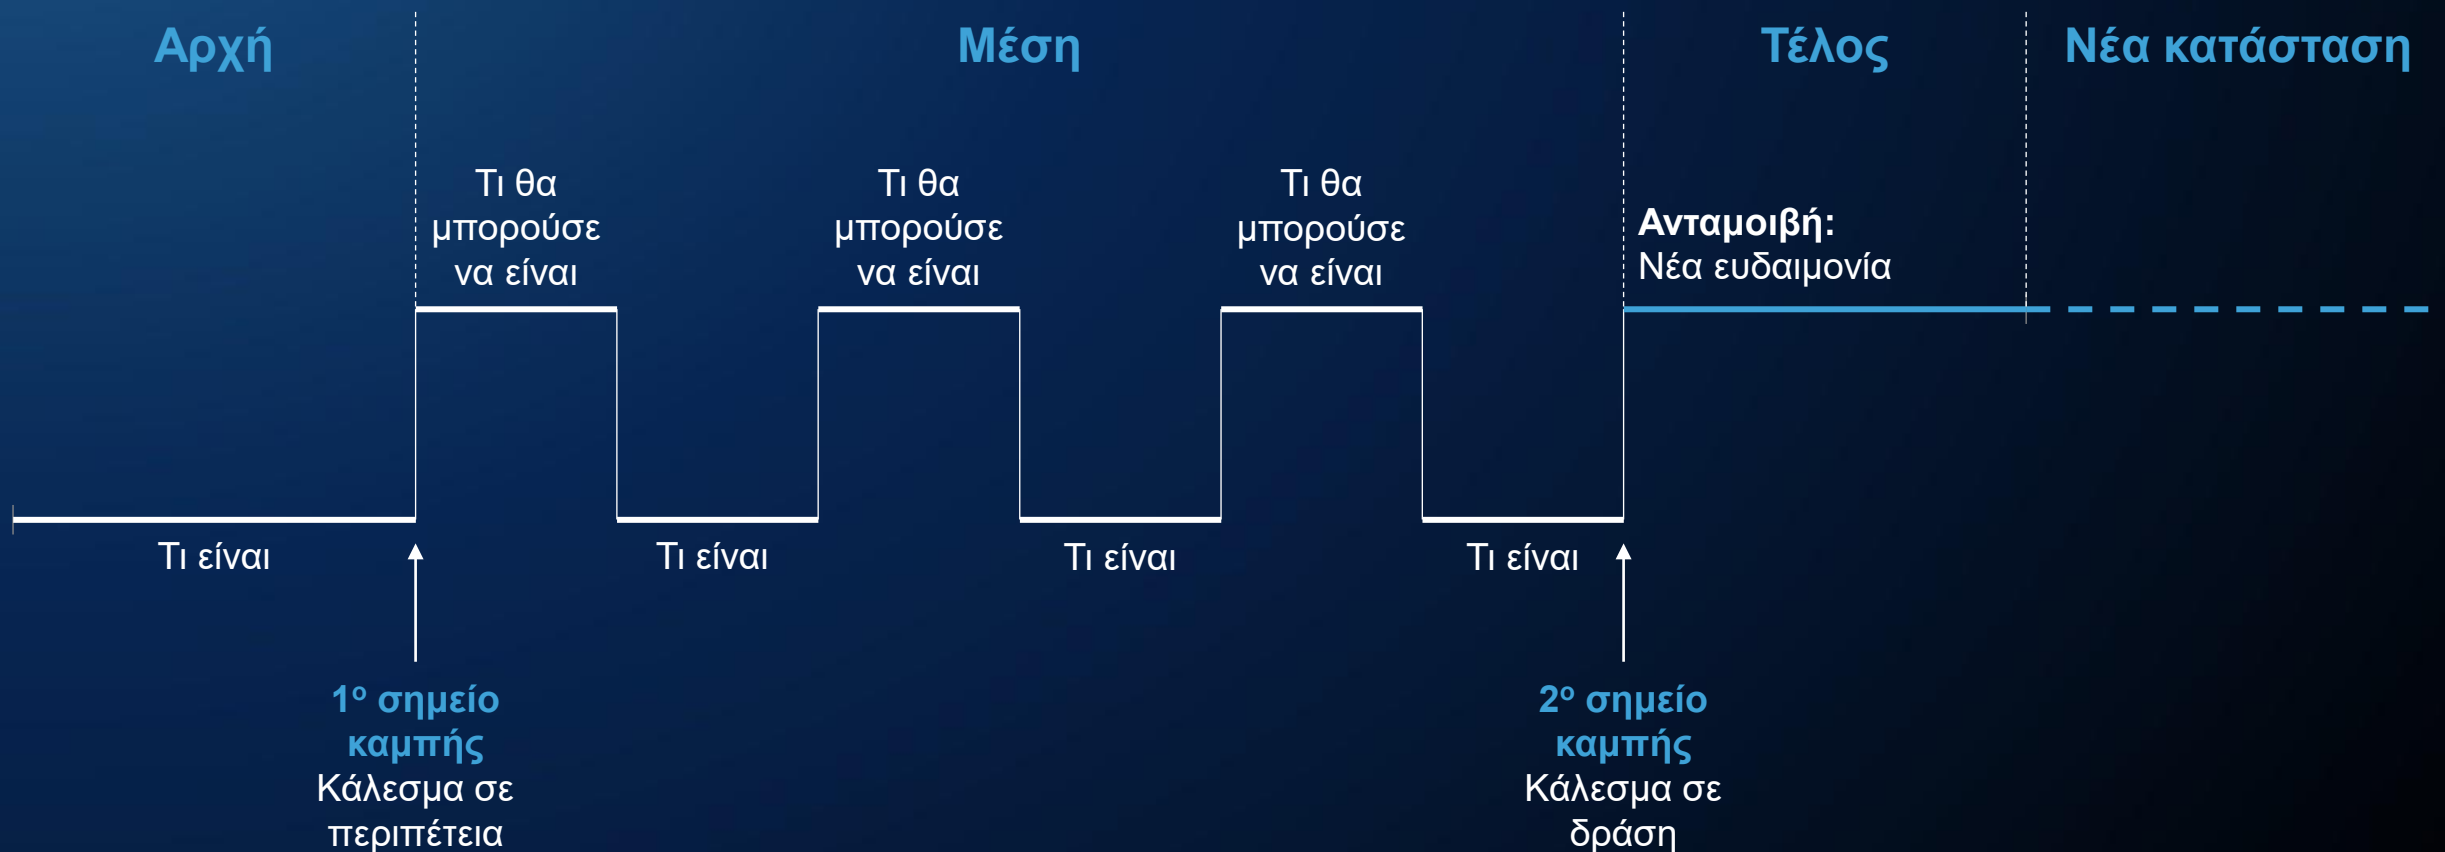 Αρχή
Μέση
Τέλος
Νέα κατάσταση
Τι θα
μπορούσε
να είναι
Τι θα
μπορούσε
να είναι
Τι θα
μπορούσε
να είναι
Ανταμοιβή:
Νέα ευδαιμονία
Τι είναι
Τι είναι
Τι είναι
Τι είναι
1ο σημείο
καμπής
Κάλεσμα σε
περιπέτεια
2ο σημείο
καμπής
Κάλεσμα σε
δράση